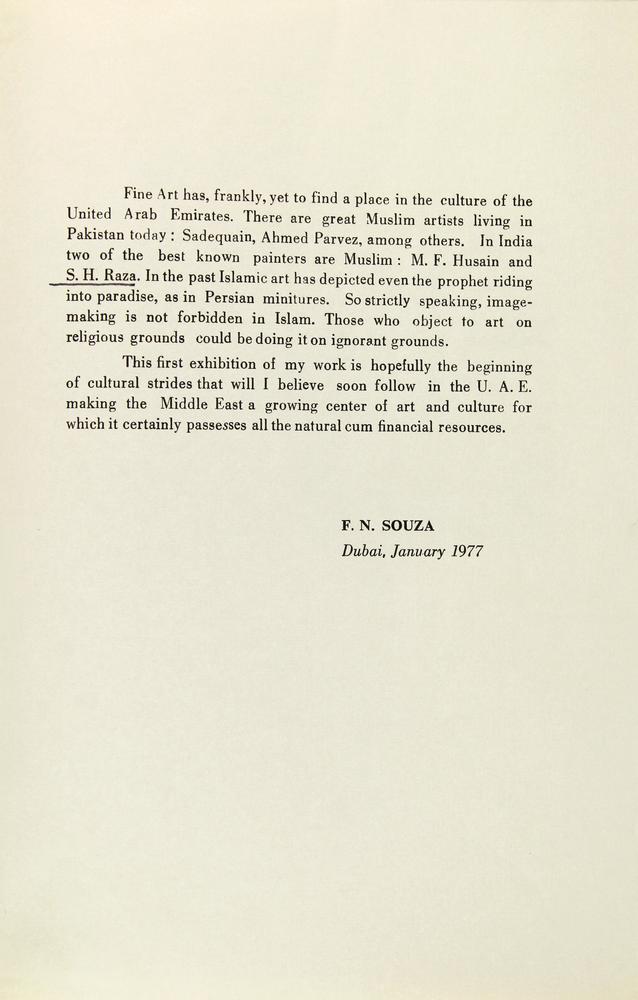 Fine Art has, frankly, yet to find a place in the culture of the
United Arab Emirates. There are great Muslim artists living in
Pakistan today : Sadequain, Ahmed Parvez, among others. In India
two of the best known painters are Muslim : M. F. Husain and
S. H. Raza. In the past Islamic art has depicted even the prophet riding
into paradise, as in Persian minitures. So strictly speaking, image-
making is not forbidden in Islam. Those who object to art on
religious grounds could be doing it on ignorant grounds.
This first exhibition of my work is hopefully the beginning
of cultural strides that will I believe soon follow in the U. A. E.
making the Middle East a growing center of art and culture for
which it certainly passesses all the natural cum financial resources.
F. N. SOUZA
Dubai, January 1977